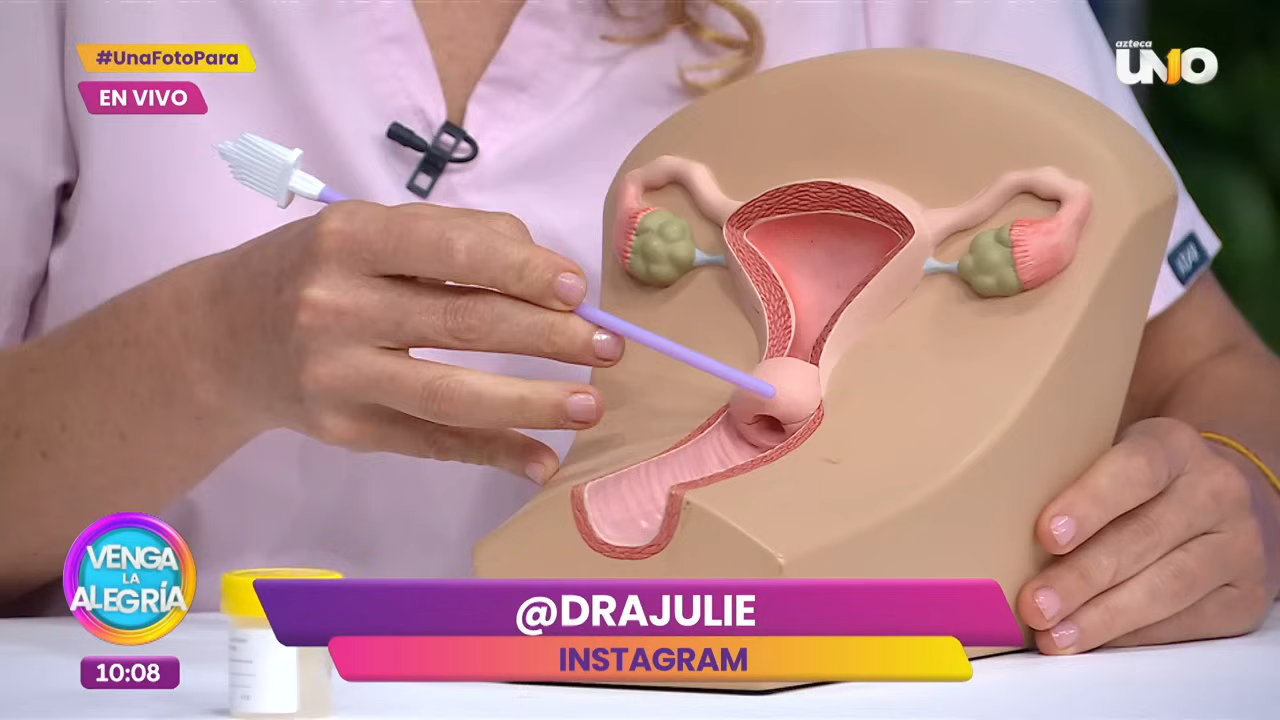 #UnaFotoPara
EN VIVO
azteca
UNO
VENGA
LA
ALEGRÍA
10:08
@DRAJULIE
INSTAGRAM